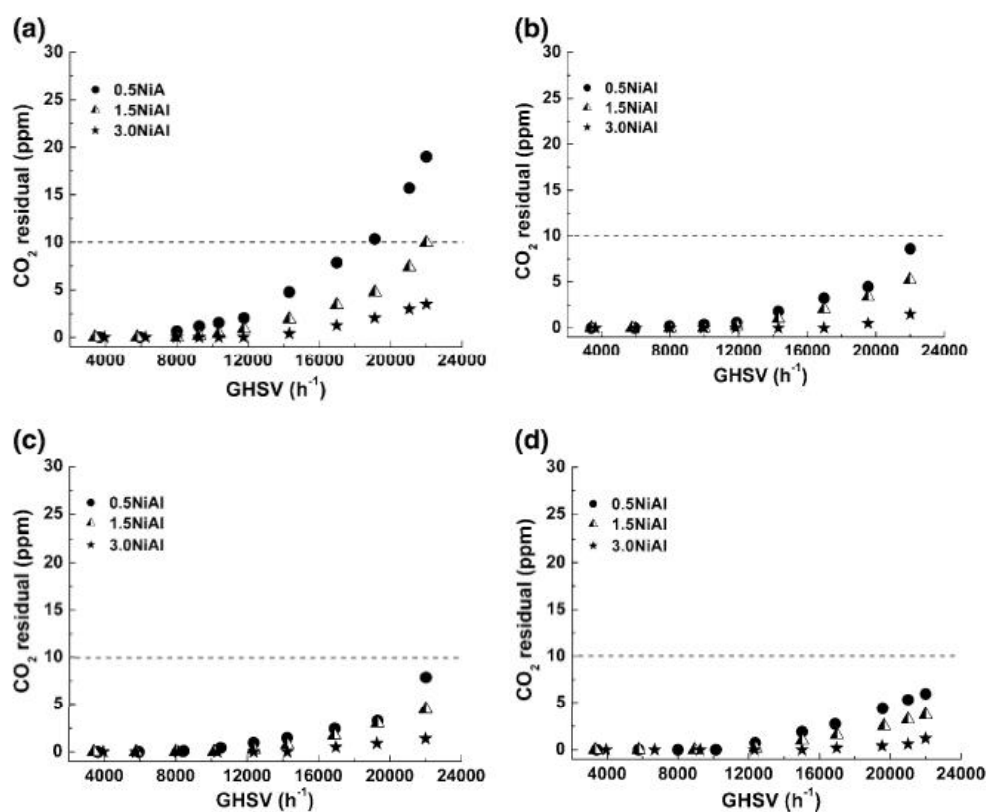 (a)
30
25
20
15
10
5
0
CO₂ residual (ppm)
0.5NiA
1.5NiAl
3.0NiAl
4000 8000 12000 16000 20000 24000
GHSV (h⁻¹)
(b)
30
25
20
15
10
5
0
CO₂ residual (ppm)
0.5NiAl
1.5NiAl
3.0NiAl
4000 8000 12000 16000 20000 24000
GHSV (h⁻¹)
(c)
30
25
20
15
10
5
0
CO₂ residual (ppm)
0.5NiAl
1.5NiAl
3.0NiAl
4000 8000 12000 16000 20000 24000
GHSV (h⁻¹)
(d)
30
25
20
15
10
5
0
CO₂ residual (ppm)
0.5NiAl
1.5NiAl
3.0NiAl
4000 8000 12000 16000 20000 24000
GHSV (h⁻¹)